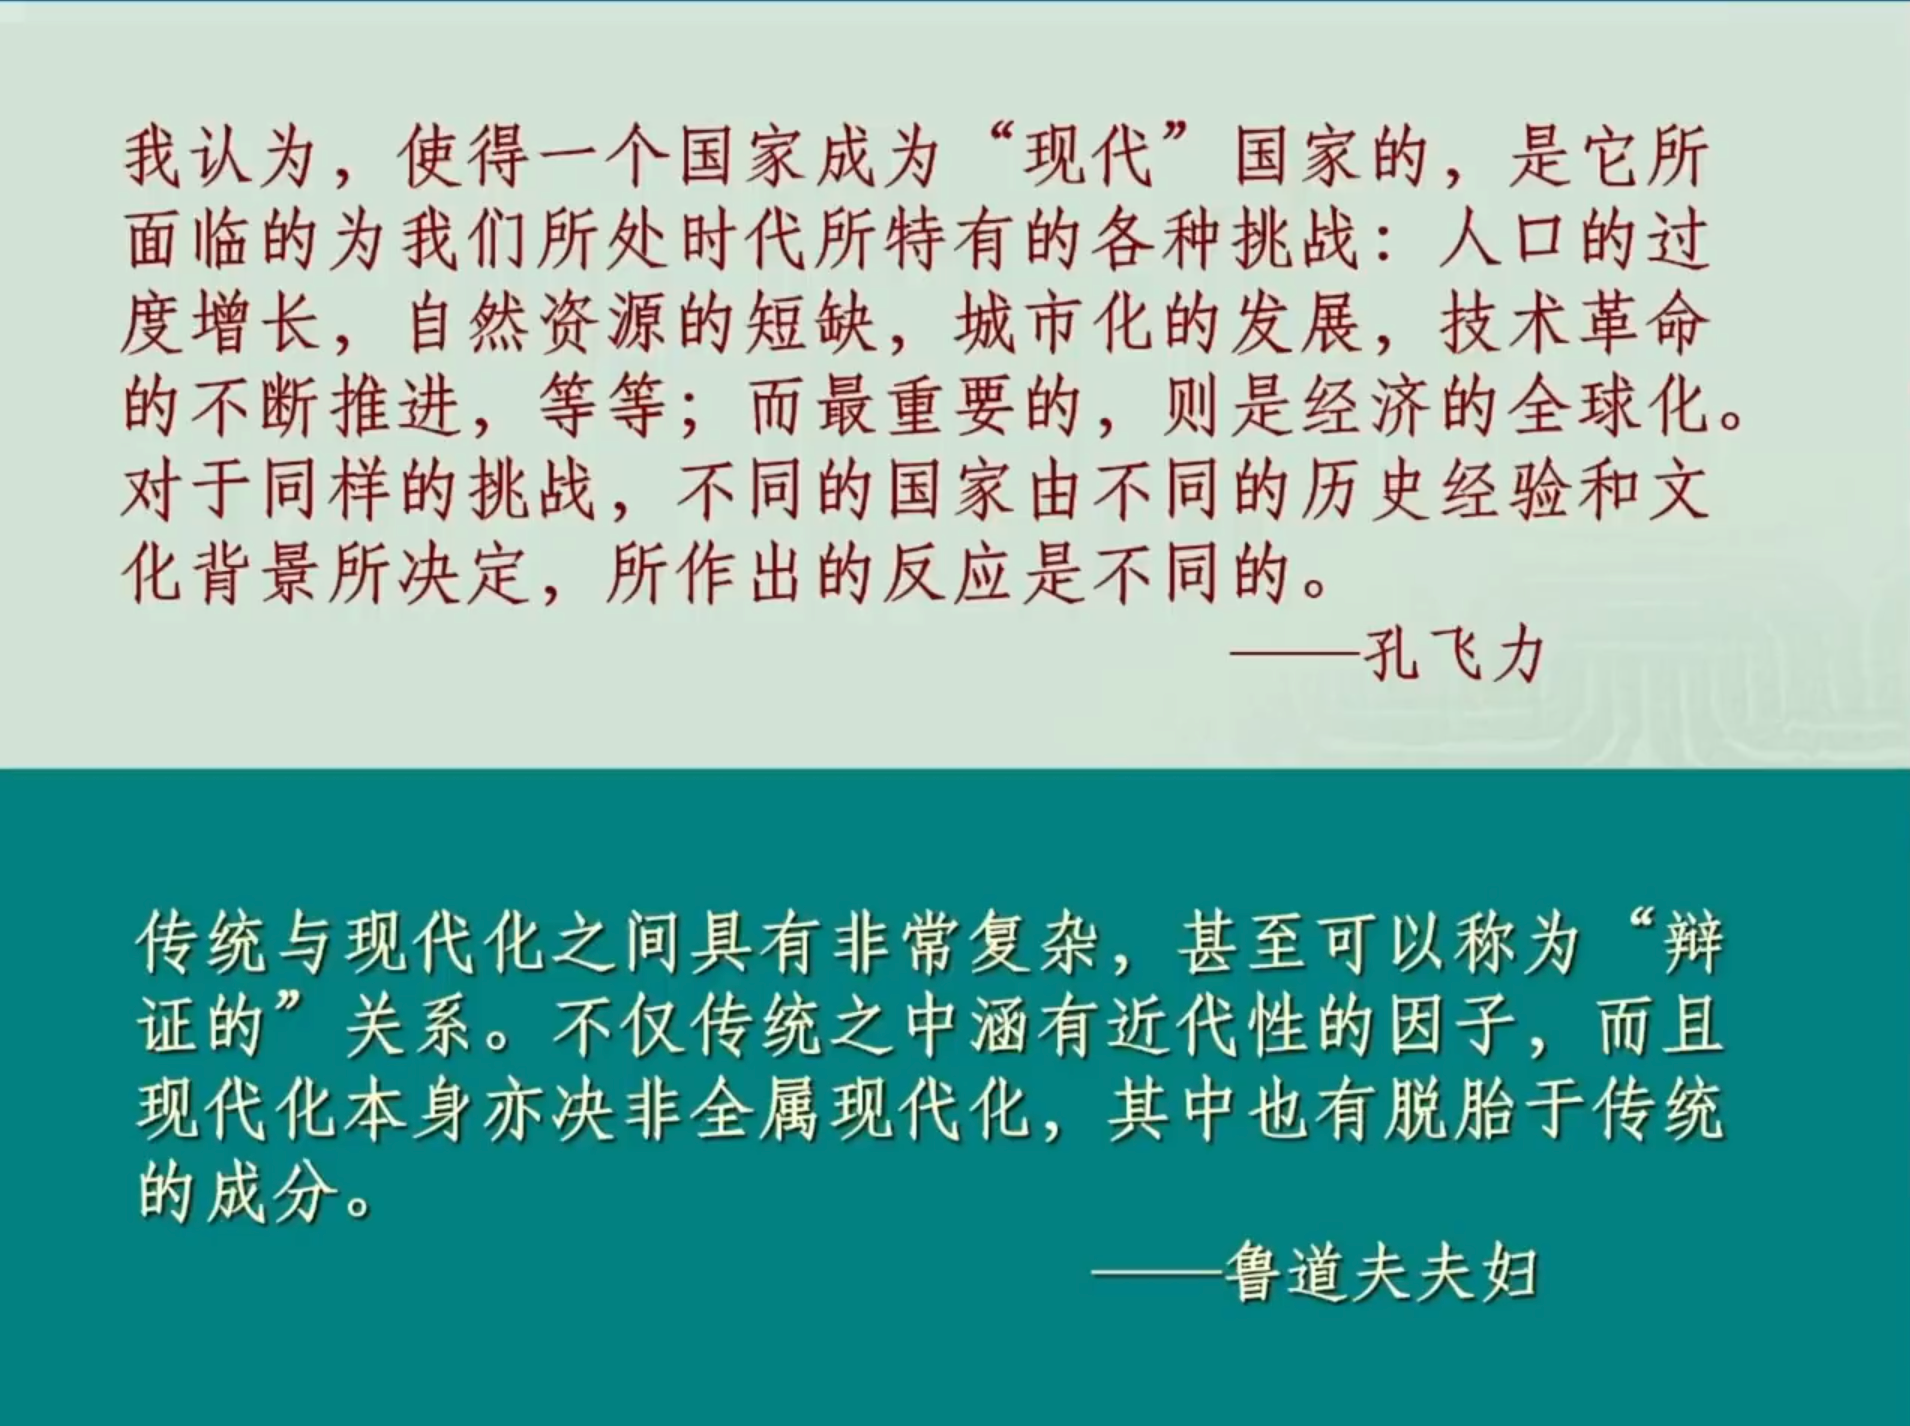 我认为，使得一个国家成为“现代”国家的，是它所
面临的为我们所处时代所特有的各种挑战：人口的过
度增长，自然资源的短缺，城市化的发展，技术革命
的不断推进，等等；而最重要的，则是经济的全球化。
对于同样的挑战，不同的国家由不同的历史经验和文
化背景所决定，所作出的反应是不同的。
——孔飞力
传统与现代化之间具有非常复杂，甚至可以称为“辩
证的”关系。不仅传统之中涵有近代性的因子，而且
现代化本身亦决非全属现代化，其中也有脱胎于传统
的成分。
——鲁道夫夫妇